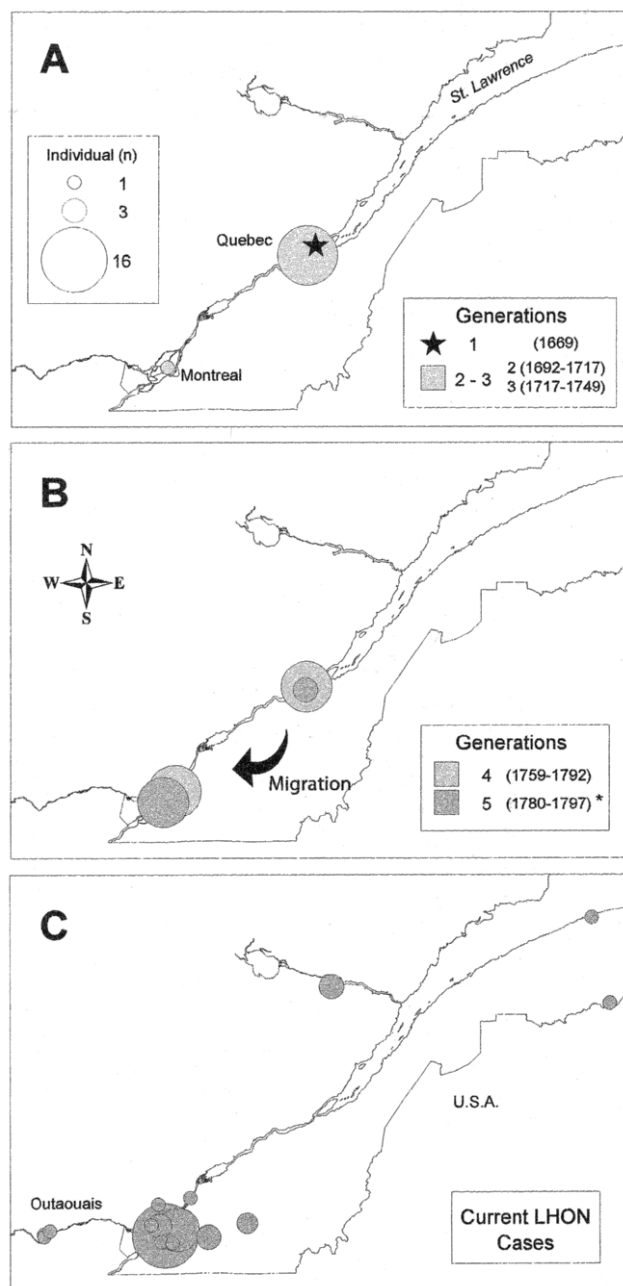 A
St. Lawrence
Individual (n)
1
3
16
Quebec
Montreal
Generations
1 (1669)
2 - 3 2 (1692-1717)
3 (1717-1749)
B
N
W E
S
Migration
Generations
4 (1759-1792)
5 (1780-1797) *
C
U.S.A.
Outaouais
Current LHON
Cases